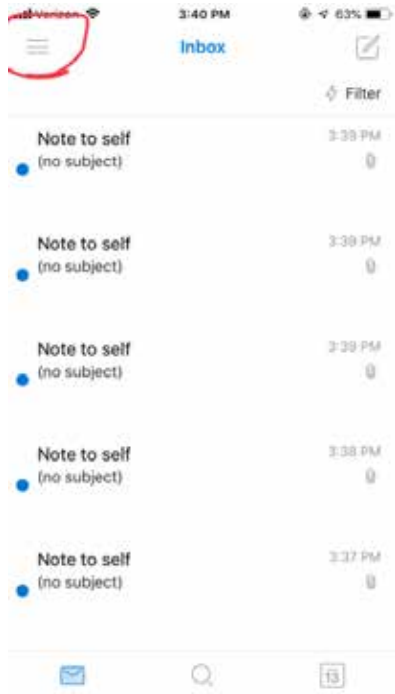 Verizon 3:40 PM 63%
Inbox
Filter
Note to self 3:39 PM
(no subject)
Note to self 3:39 PM
(no subject)
Note to self 3:39 PM
(no subject)
Note to self 3:38 PM
(no subject)
Note to self 3:37 PM
(no subject)
13